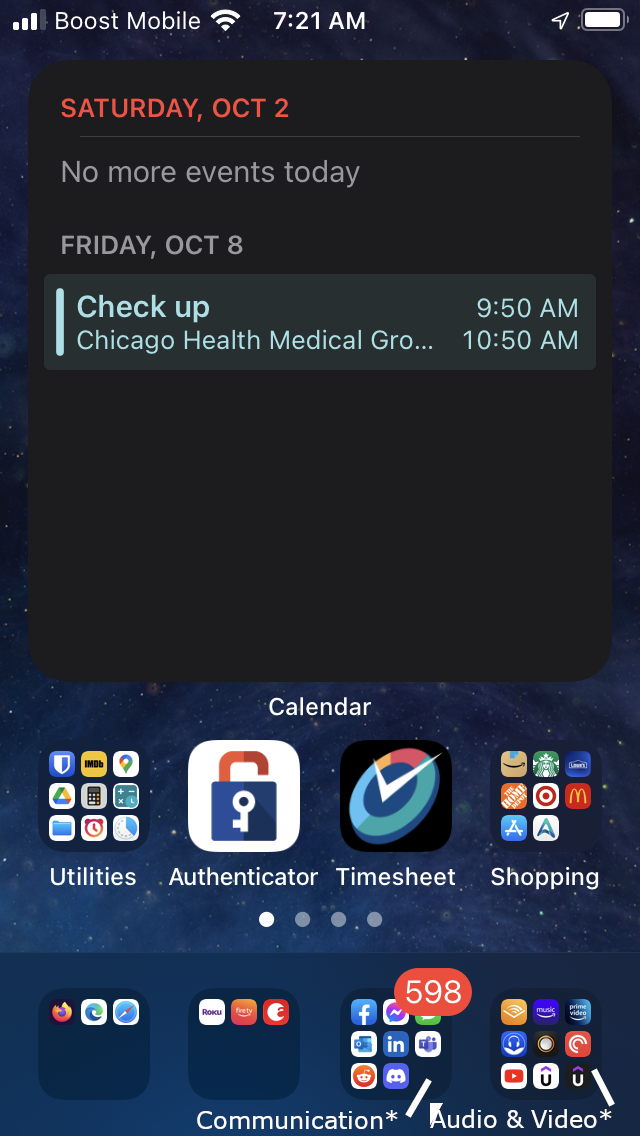 Boost Mobile 7:21 AM
SATURDAY, OCT 2
No more events today
FRIDAY, OCT 8
Check up 9:50 AM
Chicago Health Medical Gro... 10:50 AM
Calendar
IMDb
LOWE'S
Utilities Authenticator Timesheet Shopping
598
Roku firetv music prime video
in
Communication* Audio & Video*